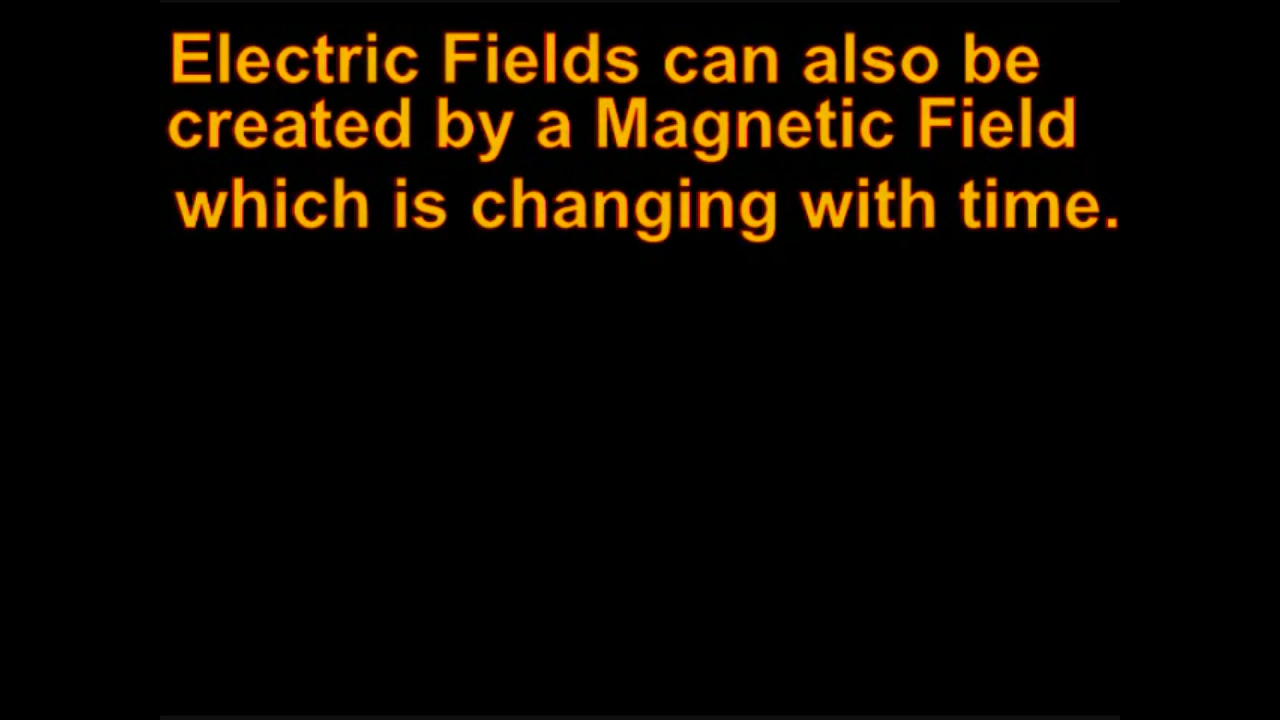 Electric Fields can also be
created by a Magnetic Field
which is changing with time.